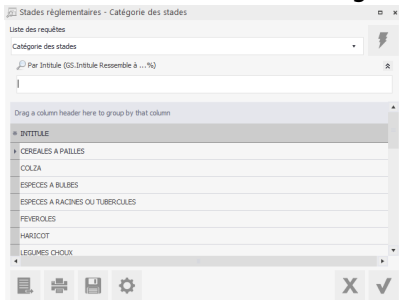 Stades réglementaires - Catégorie des stades
Liste des requêtes
Catégorie des stades
Par Intitule (GS.Intitule Ressemble à ...%)
Drag a column header here to group by that column
INTITULE
CEREALES A PAILLES
COLZA
ESPECES A BULBES
ESPECES A RACINES OU TUBERCULES
FEVEROLES
HARICOT
LEGUMES CHOUX